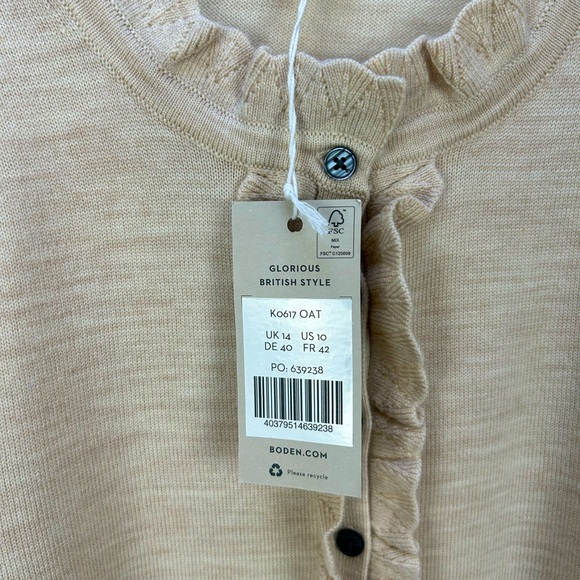 FSC
MIX
Paper
FSC® C120609
GLORIOUS
BRITISH STYLE
K0617 OAT
UK 14 US 10
DE 40 FR 42
PO: 639238
40379514639238
BODEN.COM
Please recycle